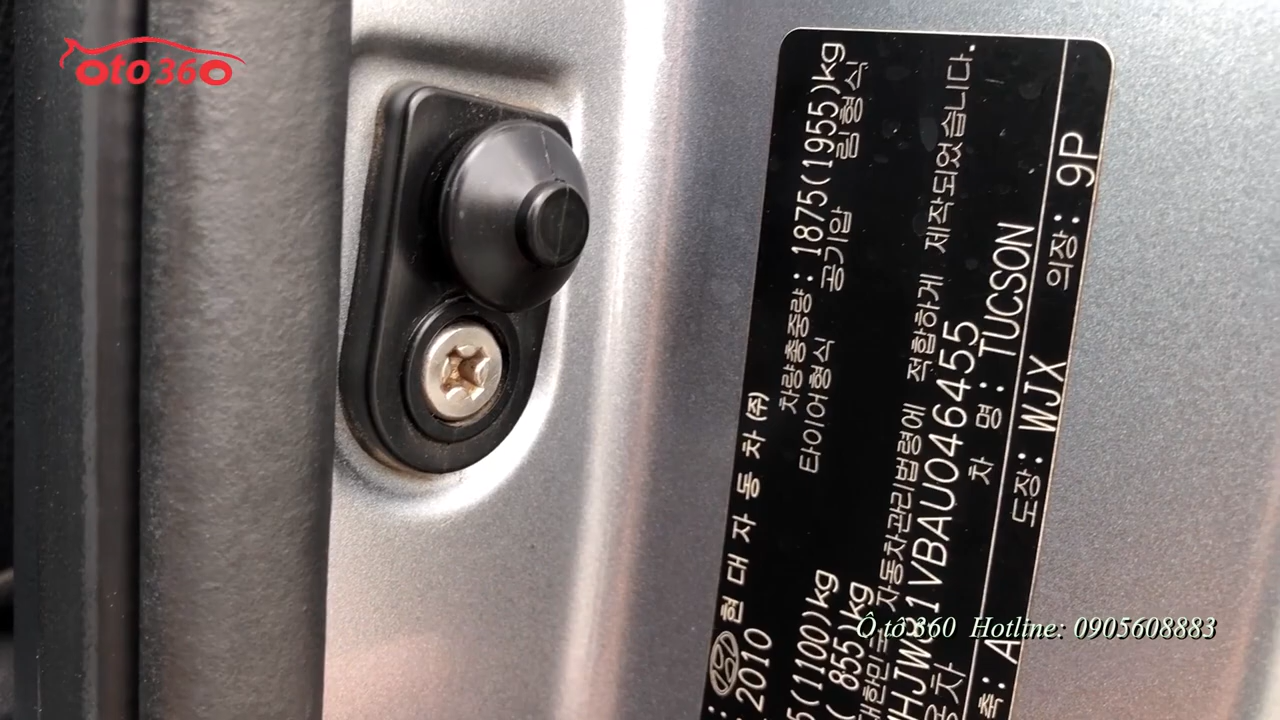 oto360
현대자동차(주)
2010
차량총중량: 1875(1955)kg
(1100)kg 타이어형식 공기압 림형식
855)kg
대한민국 자동차관리법령에 적합하게 제작되었습니다.
VBAU046455
차 명: TUCSON
축: A 도장: WJX 의장: 9P
Ô tô 360 Hotline: 0905608883